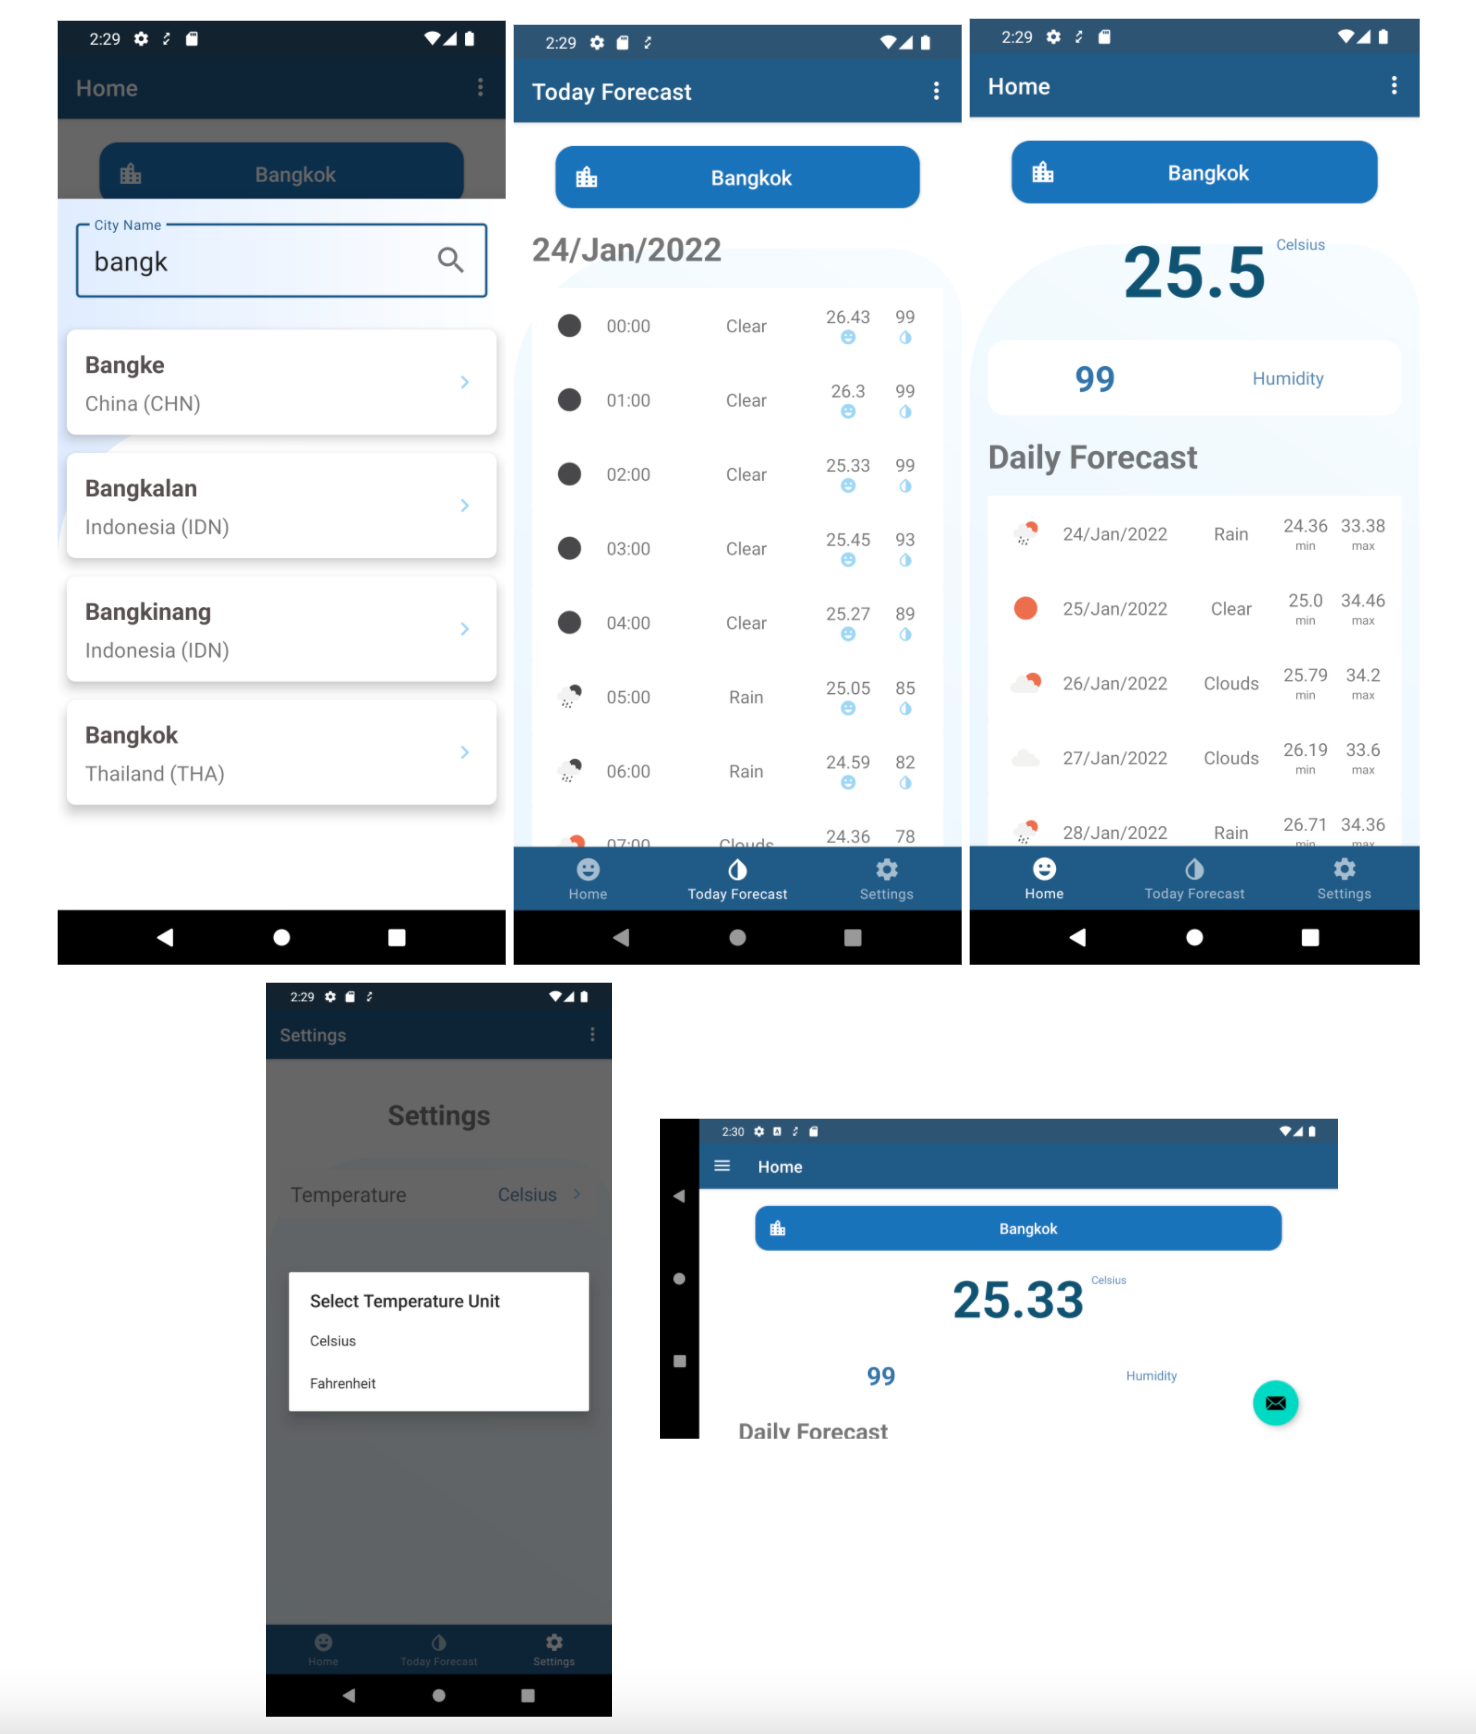 2:29
Home
Bangkok
City Name
bangk
Bangke
China (CHN)
Bangkalan
Indonesia (IDN)
Bangkinang
Indonesia (IDN)
Bangkok
Thailand (THA)
2:29
Today Forecast
Bangkok
24/Jan/2022
00:00 Clear 26.43 99
01:00 Clear 26.3 99
02:00 Clear 25.33 99
03:00 Clear 25.45 93
04:00 Clear 25.27 89
05:00 Rain 25.05 85
06:00 Rain 24.59 82
07:00 Clouds 24.36 78
Home Today Forecast Settings
2:29
Home
Bangkok
25.5 Celsius
99 Humidity
Daily Forecast
24/Jan/2022 Rain 24.36 33.38
min max
25/Jan/2022 Clear 25.0 34.46
min max
26/Jan/2022 Clouds 25.79 34.2
min max
27/Jan/2022 Clouds 26.19 33.6
min max
28/Jan/2022 Rain 26.71 34.36
min max
Home Today Forecast Settings
2:29
Settings
Settings
Temperature Celsius
Select Temperature Unit
Celsius
Fahrenheit
Home Today Forecast Settings
2:30
Home
Bangkok
25.33 Celsius
99 Humidity
Daily Forecast